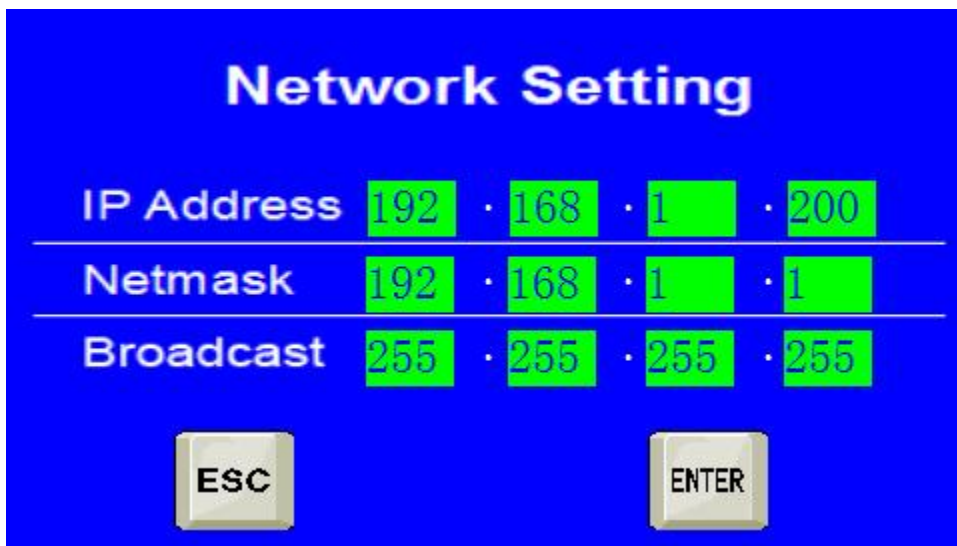 Network Setting
IP Address 192 · 168 · 1 · 200
Netmask 192 · 168 · 1 · 1
Broadcast 255 · 255 · 255 · 255
ESC ENTER